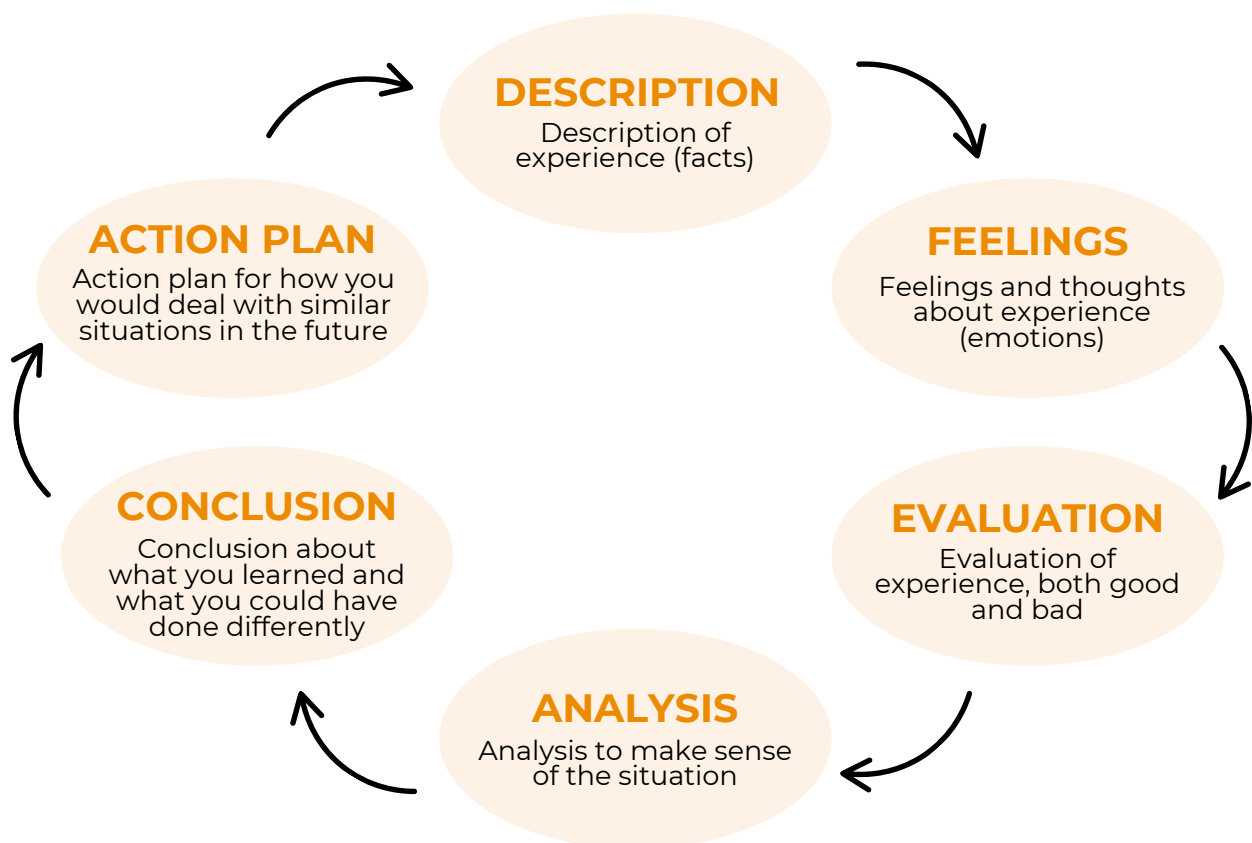 DESCRIPTION
Description of
experience (facts)
FEELINGS
Feelings and thoughts
about experience
(emotions)
EVALUATION
Evaluation of
experience, both good
and bad
ANALYSIS
Analysis to make sense
of the situation
CONCLUSION
Conclusion about
what you learned and
what you could have
done differently
ACTION PLAN
Action plan for how you
would deal with similar
situations in the future